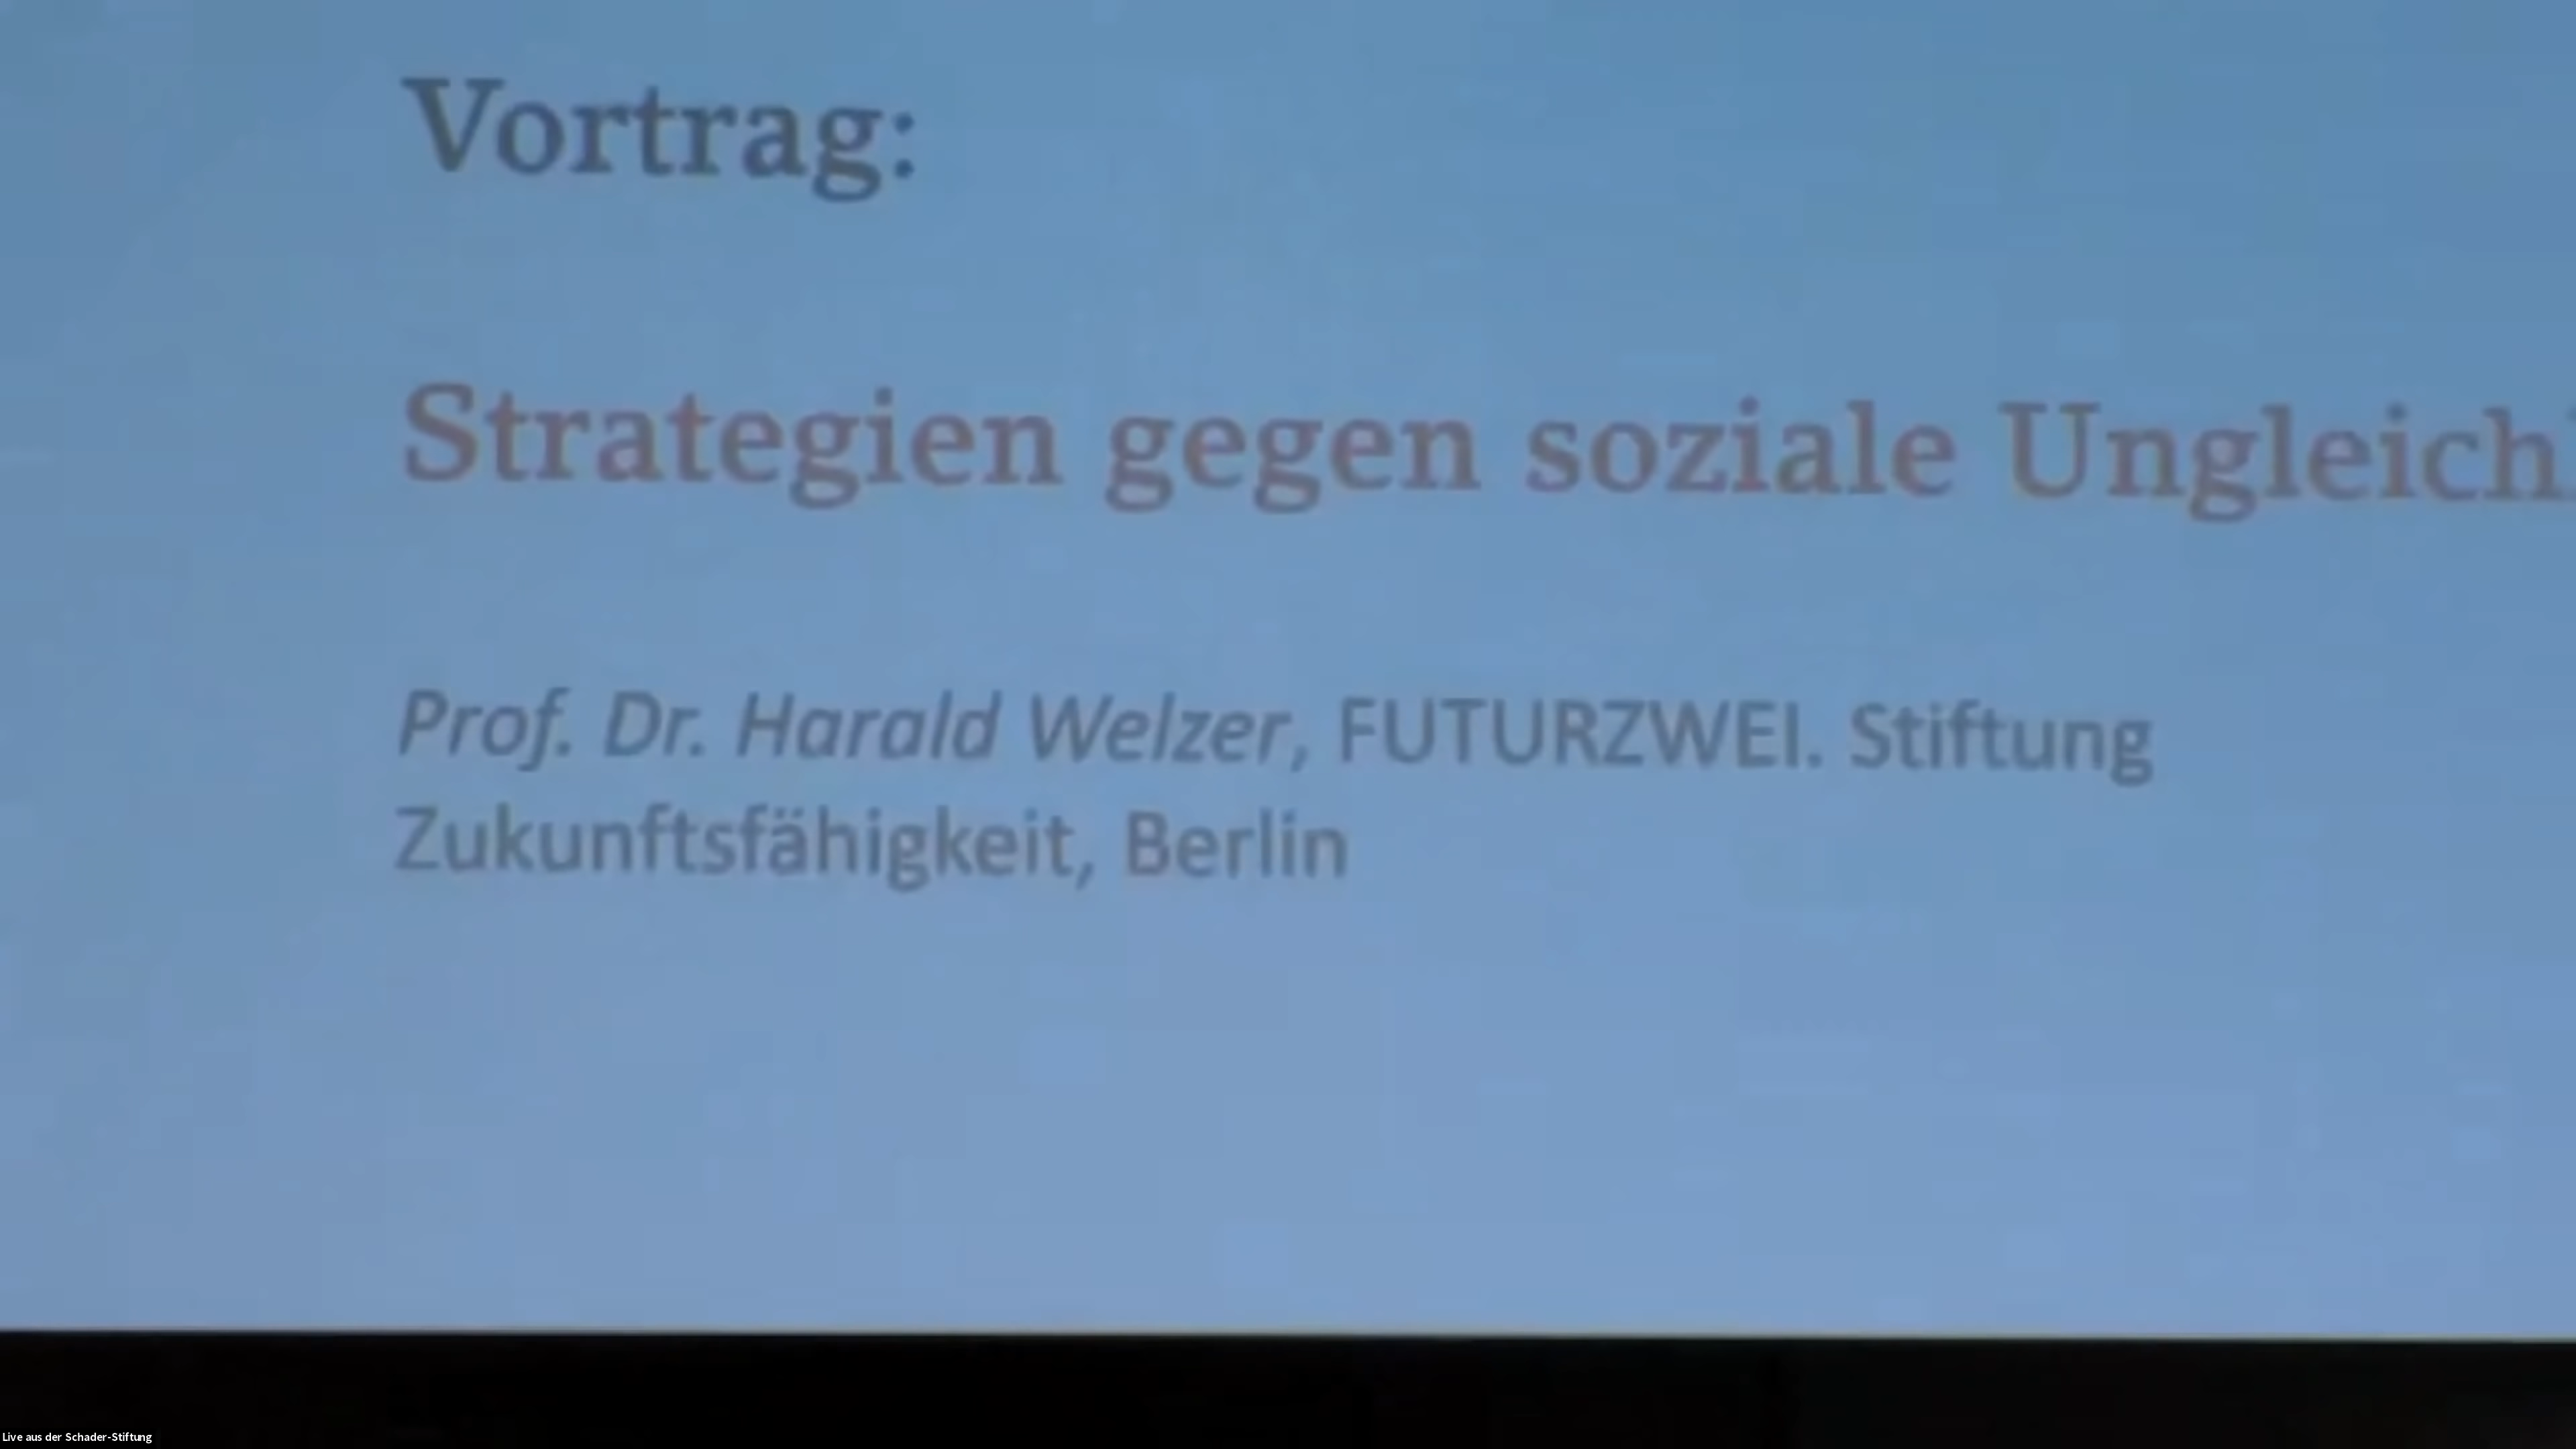 Vortrag:
Strategien gegen soziale Ungleich
Prof. Dr. Harald Welzer, FUTURZWEI. Stiftung
Zukunftsfähigkeit, Berlin
Live aus der Schader-Stiftung